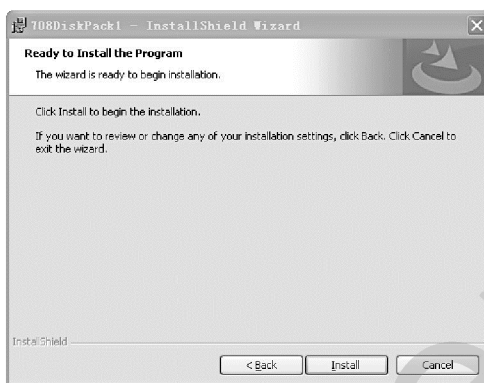 708DiskPack1 - InstallShield Wizard
Ready to Install the Program
The wizard is ready to begin installation.
Click Install to begin the installation.
If you want to review or change any of your installation settings, click Back. Click Cancel to
exit the wizard.
InstallShield
< Back Install Cancel